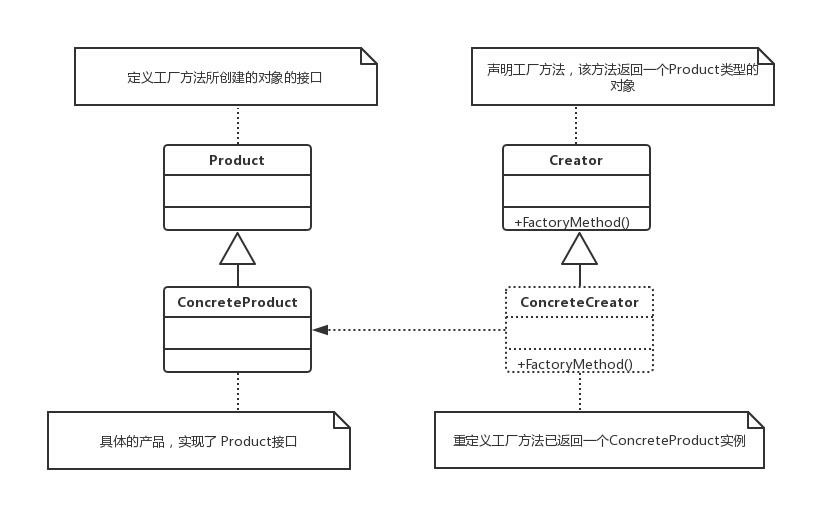 定义工厂方法所创建的对象的接口
声明工厂方法，该方法返回一个Product类型的
对象
Product
Creator
+FactoryMethod()
ConcreteProduct
ConcreteCreator
+FactoryMethod()
具体的产品，实现了 Product接口
重定义工厂方法已返回一个ConcreteProduct实例